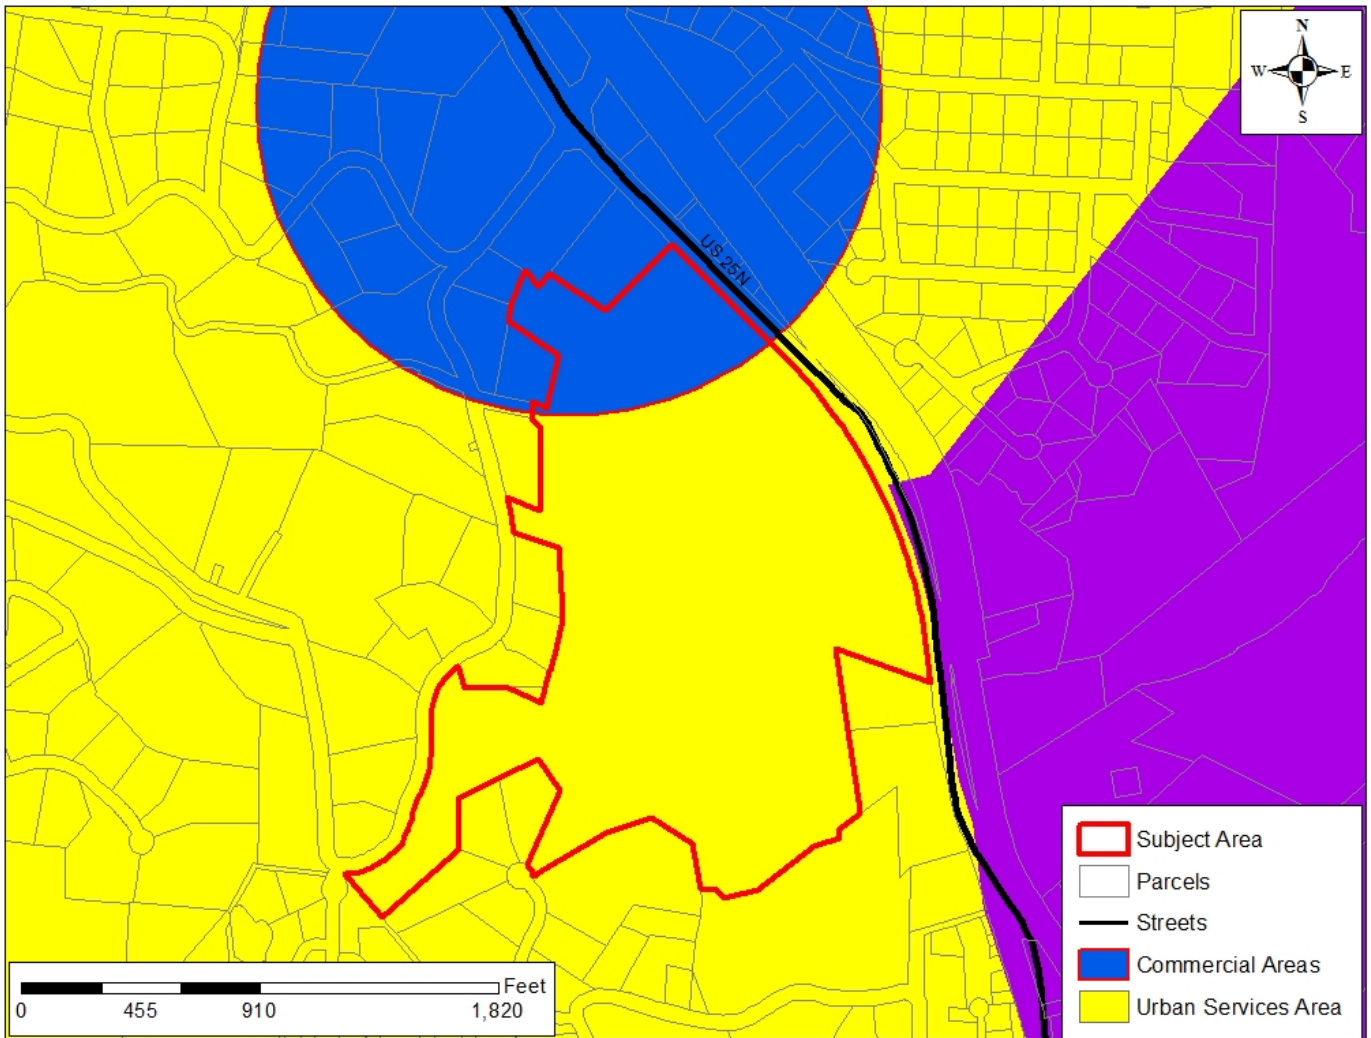 N
W E
S
US 25N
Subject Area
Parcels
Streets
Commercial Areas
Urban Services Area
Feet
0 455 910 1,820